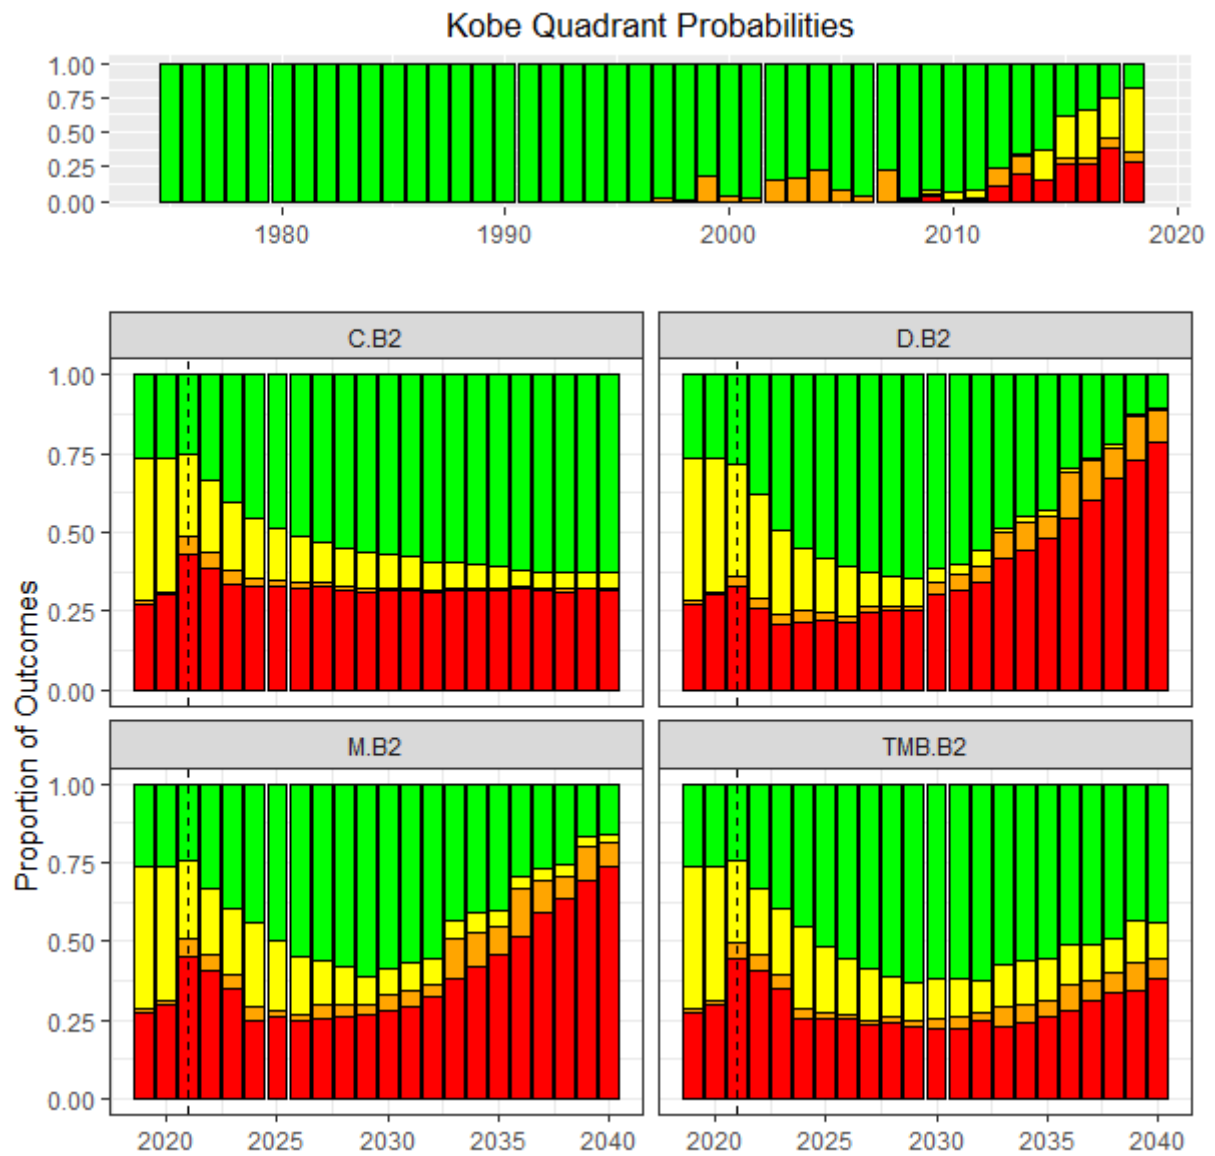 Kobe Quadrant Probabilities
1.00
0.75
0.50
0.25
0.00
1980 1990 2000 2010 2020
C.B2 D.B2
1.00
0.75
0.50
0.25
0.00
Proportion of Outcomes
M.B2 TMB.B2
1.00
0.75
0.50
0.25
0.00
2020 2025 2030 2035 2040 2020 2025 2030 2035 2040